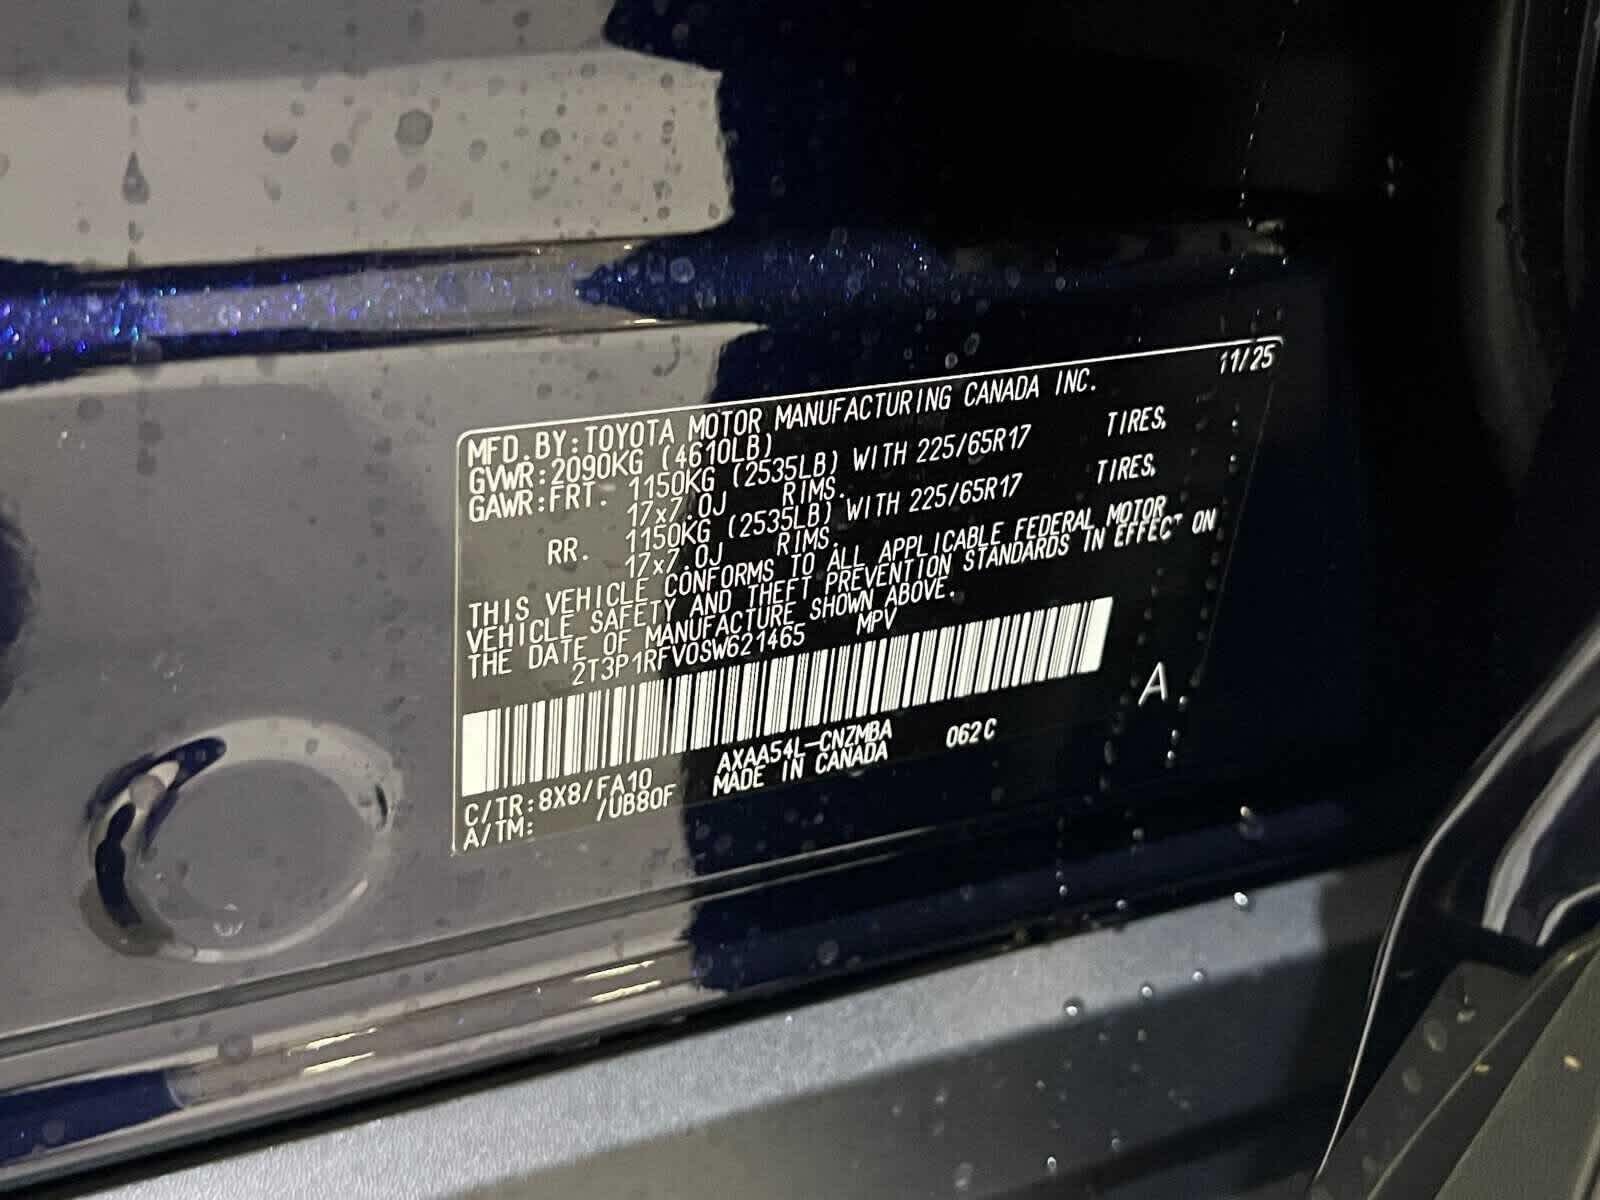 11/25
MFD.BY:TOYOTA MOTOR MANUFACTURING CANADA INC.
GVWR:2090KG (4610LB)
GAWR:FRT. 1150KG (2535LB) WITH 225/65R17 TIRES,
17x7.0J RIMS.
RR. 1150KG (2535LB) WITH 225/65R17 TIRES,
17x7.0J RIMS.
THIS VEHICLE CONFORMS TO ALL APPLICABLE FEDERAL MOTOR
VEHICLE SAFETY AND THEFT PREVENTION STANDARDS IN EFFECT ON
THE DATE OF MANUFACTURE SHOWN ABOVE.
2T3P1RFV0SW621465 MPV
A
C/TR:8X8/FA10 AXAA54L-CNZMBA 062C
A/TM: /UB80F MADE IN CANADA